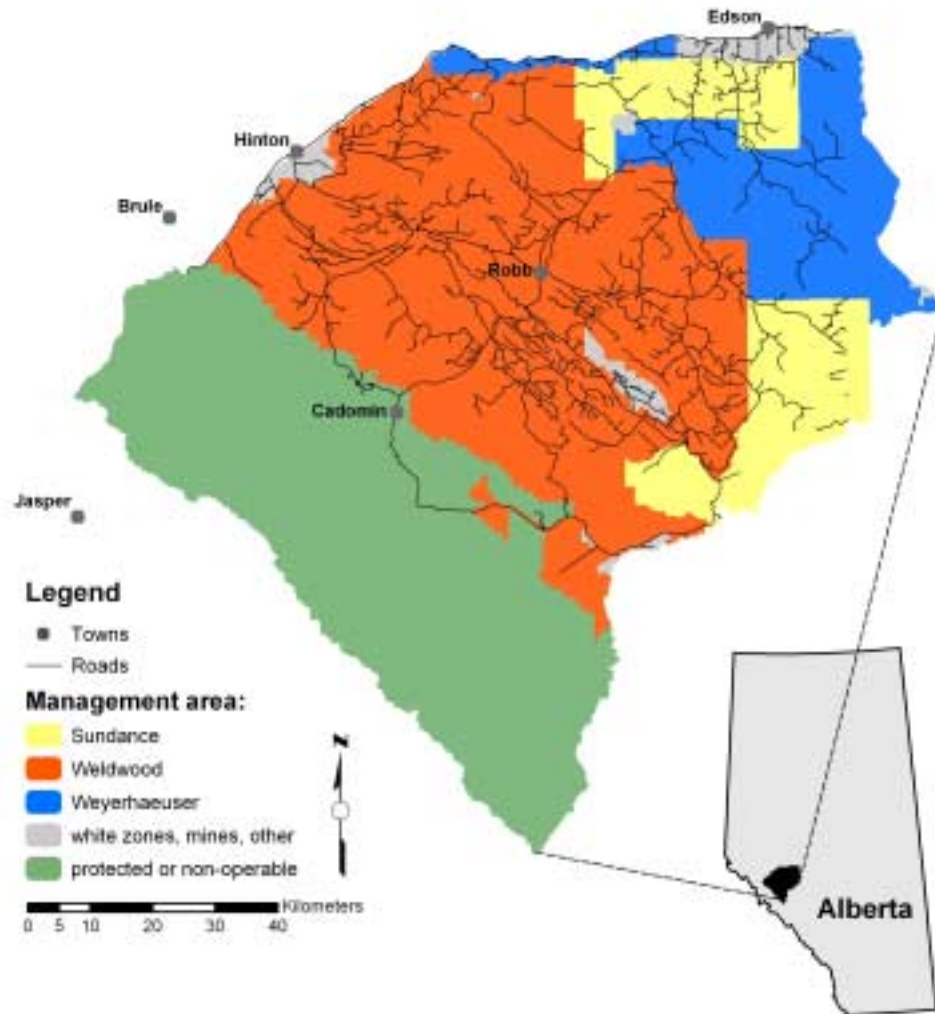 Edson
Hinton
Brule
Robb
Cadomin
Jasper
Legend
Towns
Roads
Management area:
Sundance
Weldwood
Weyerhaeuser
white zones, mines, other
protected or non-operable
Kilometers
0 5 10 20 30 40
N
Alberta